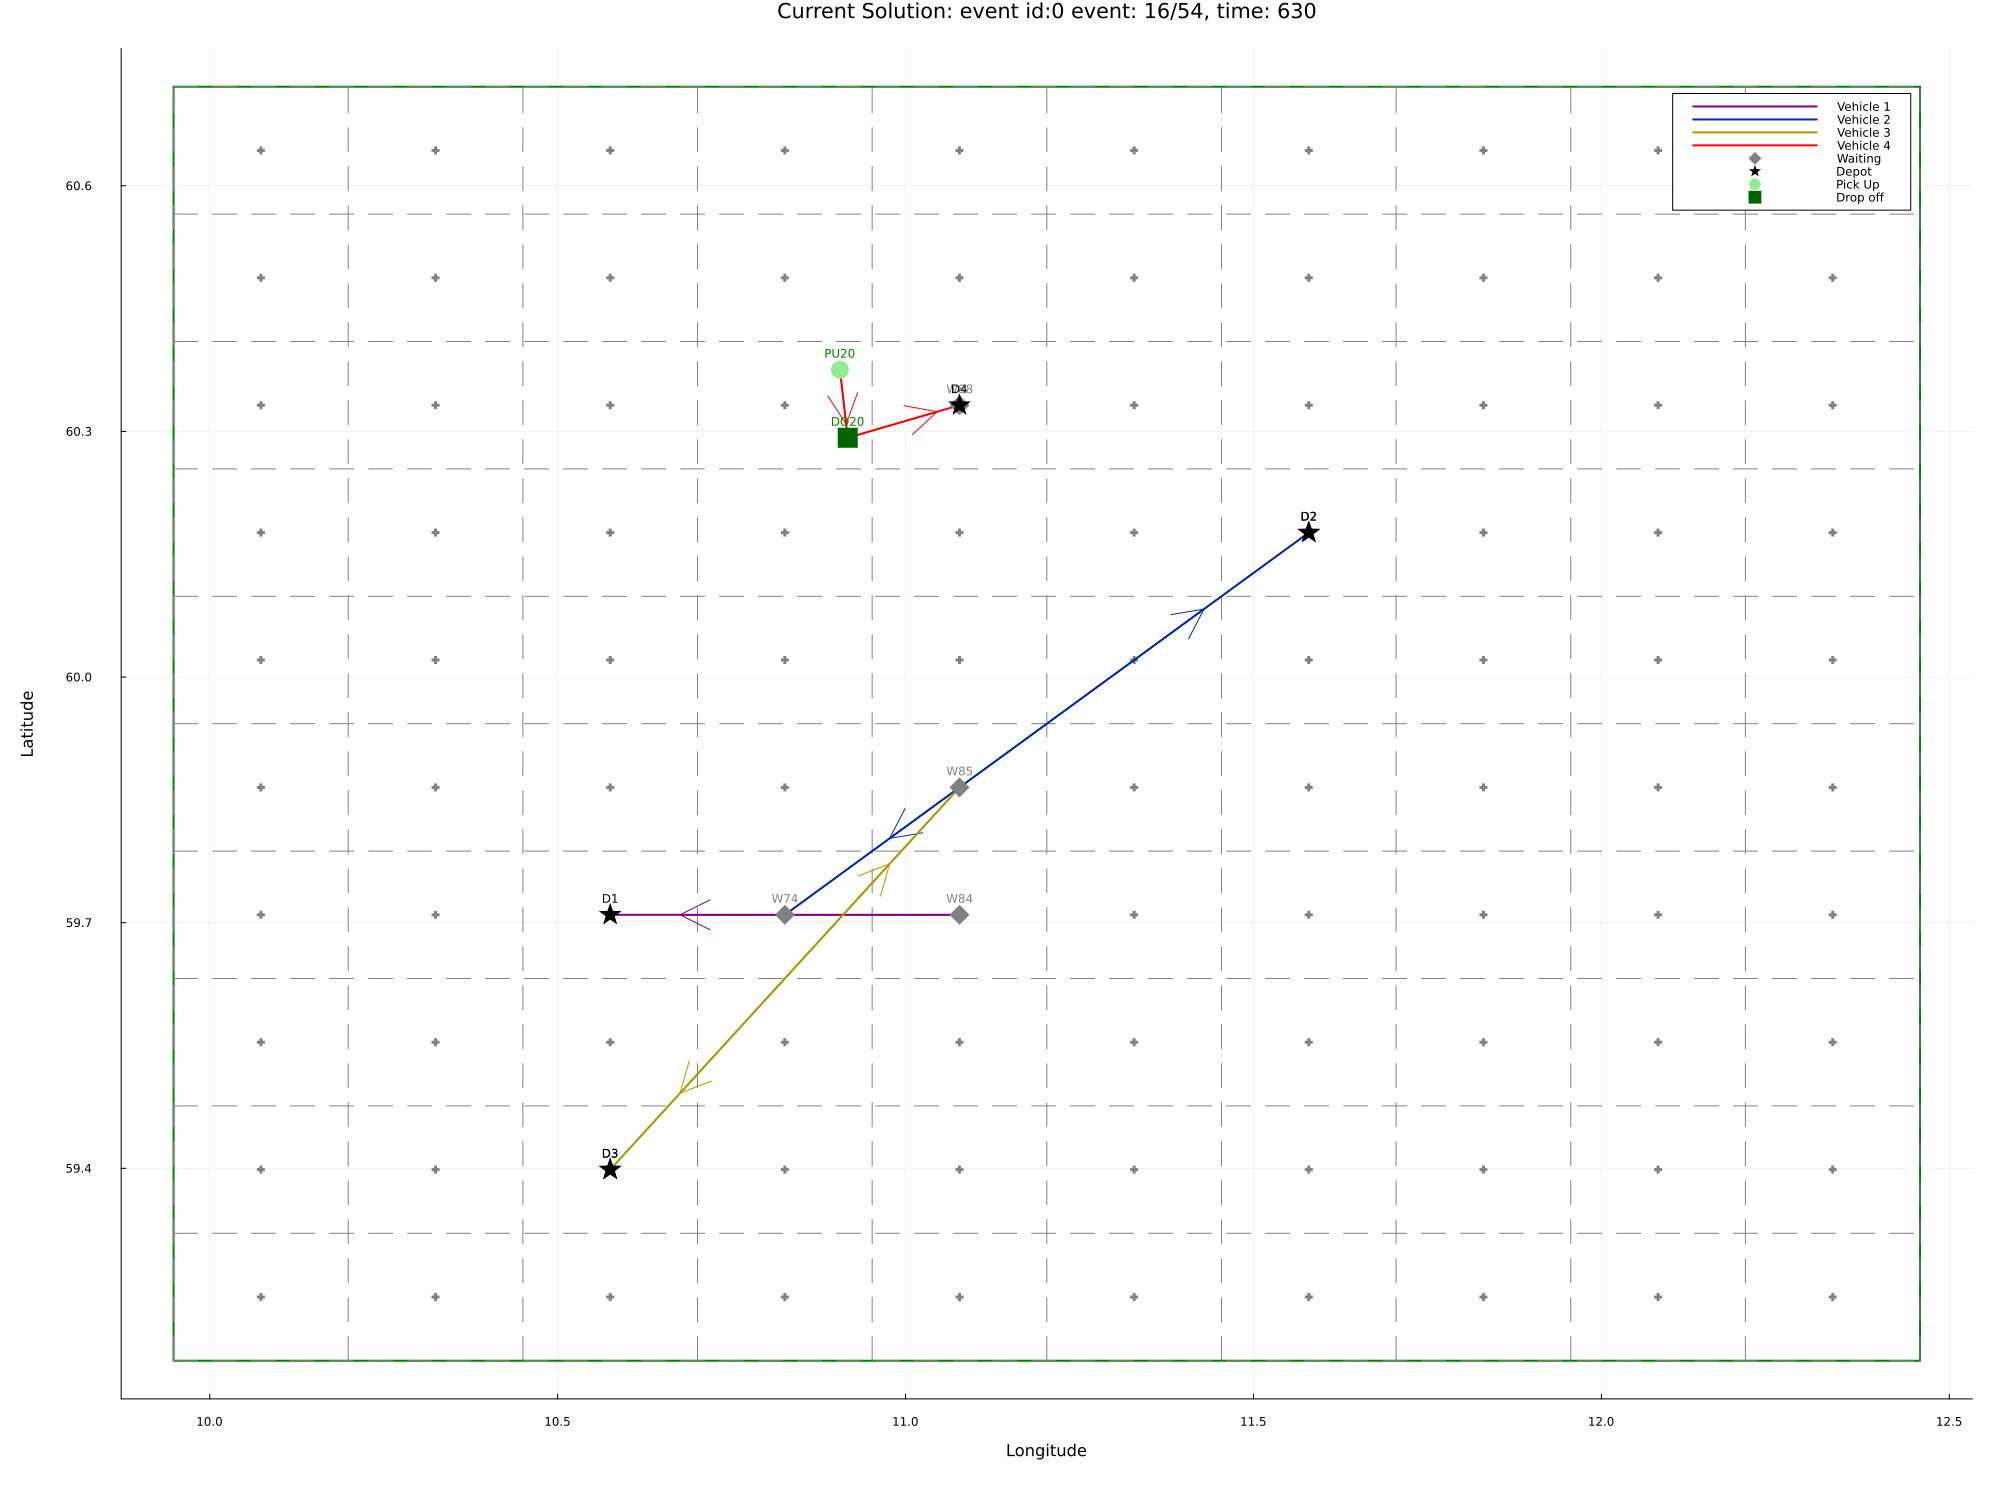 Current Solution: event id:0 event: 16/54, time: 630
Vehicle 1
Vehicle 2
Vehicle 3
Vehicle 4
Waiting
Depot
Pick Up
Drop off
60.6
PU20
D4
DO20
60.3
D2
60.0
Latitude
W85
D1
W74
W84
59.7
D3
59.4
10.0
10.5
11.0
11.5
12.0
12.5
Longitude